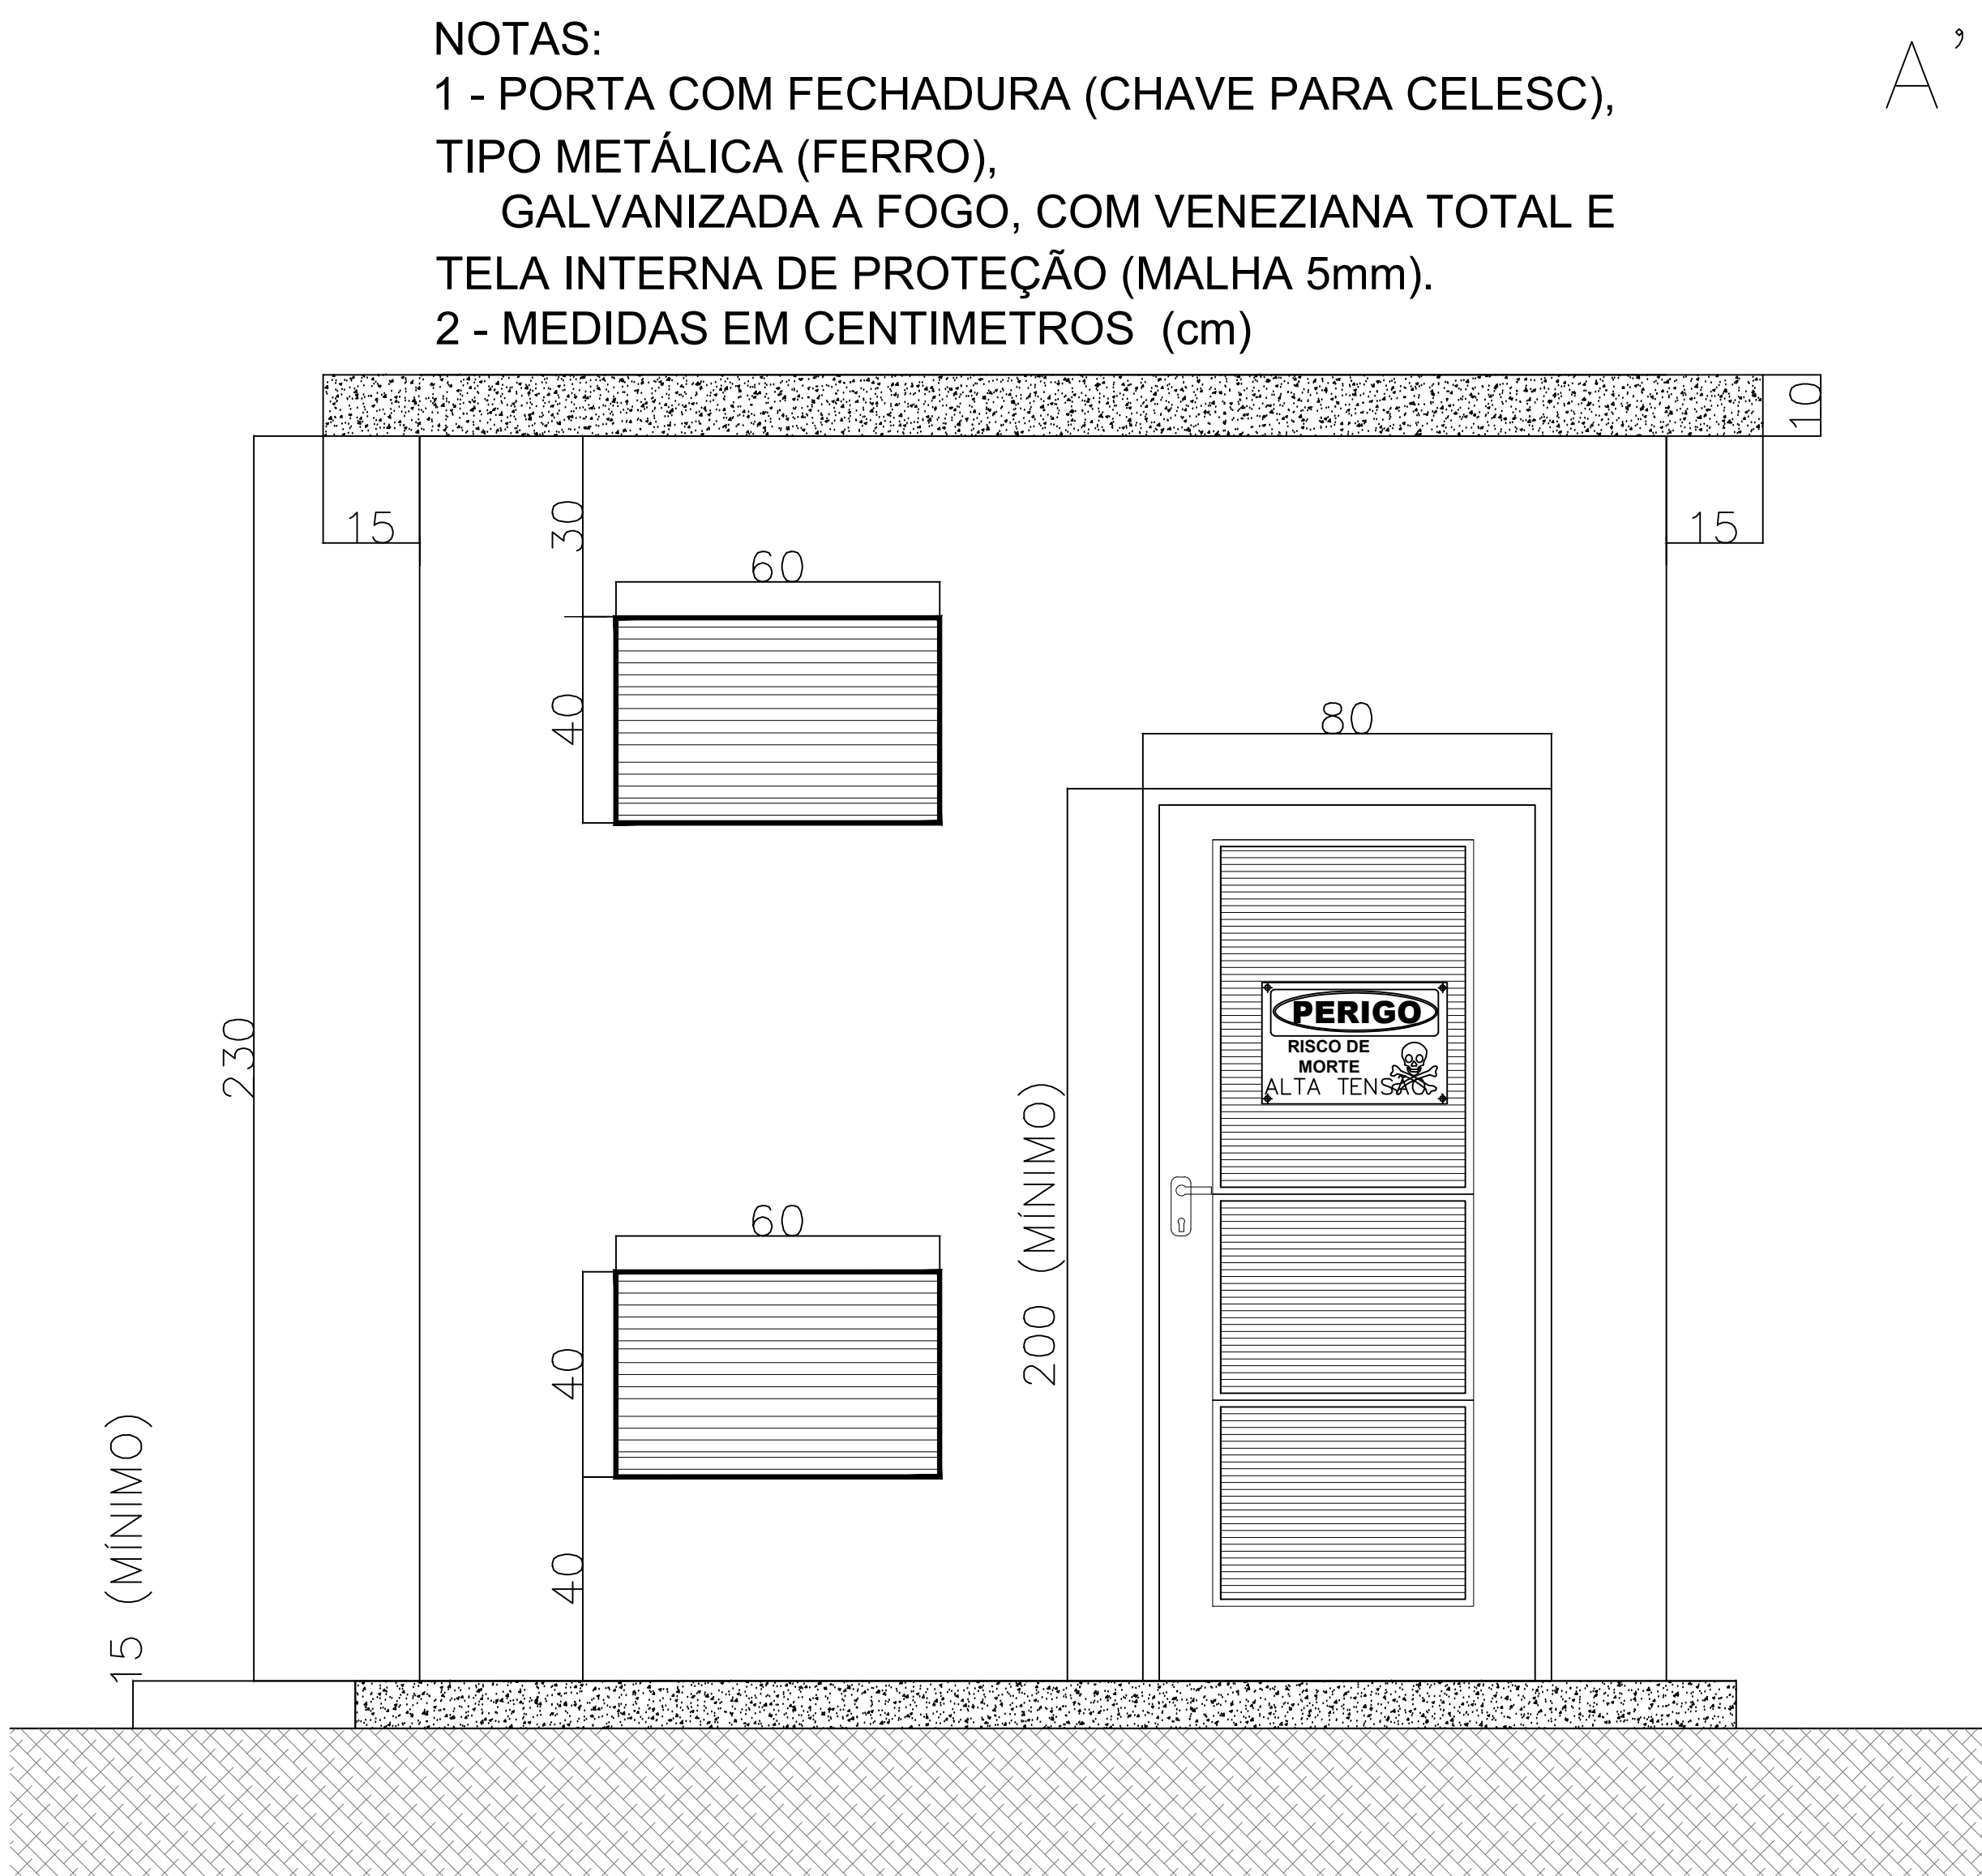 NOTAS:
1 - PORTA COM FECHADURA (CHAVE PARA CELESC),
TIPO METÁLICA (FERRO),
GALVANIZADA A FOGO, COM VENEZIANA TOTAL E
TELA INTERNA DE PROTEÇÃO (MALHA 5mm).
2 - MEDIDAS EM CENTIMETROS (cm)
A'
10
15
15
30
60
40
80
230
PERIGO
RISCO DE
MORTE
ALTA TENSÃO
200 (MÍNIMO)
60
40
15 (MÍNIMO)
40